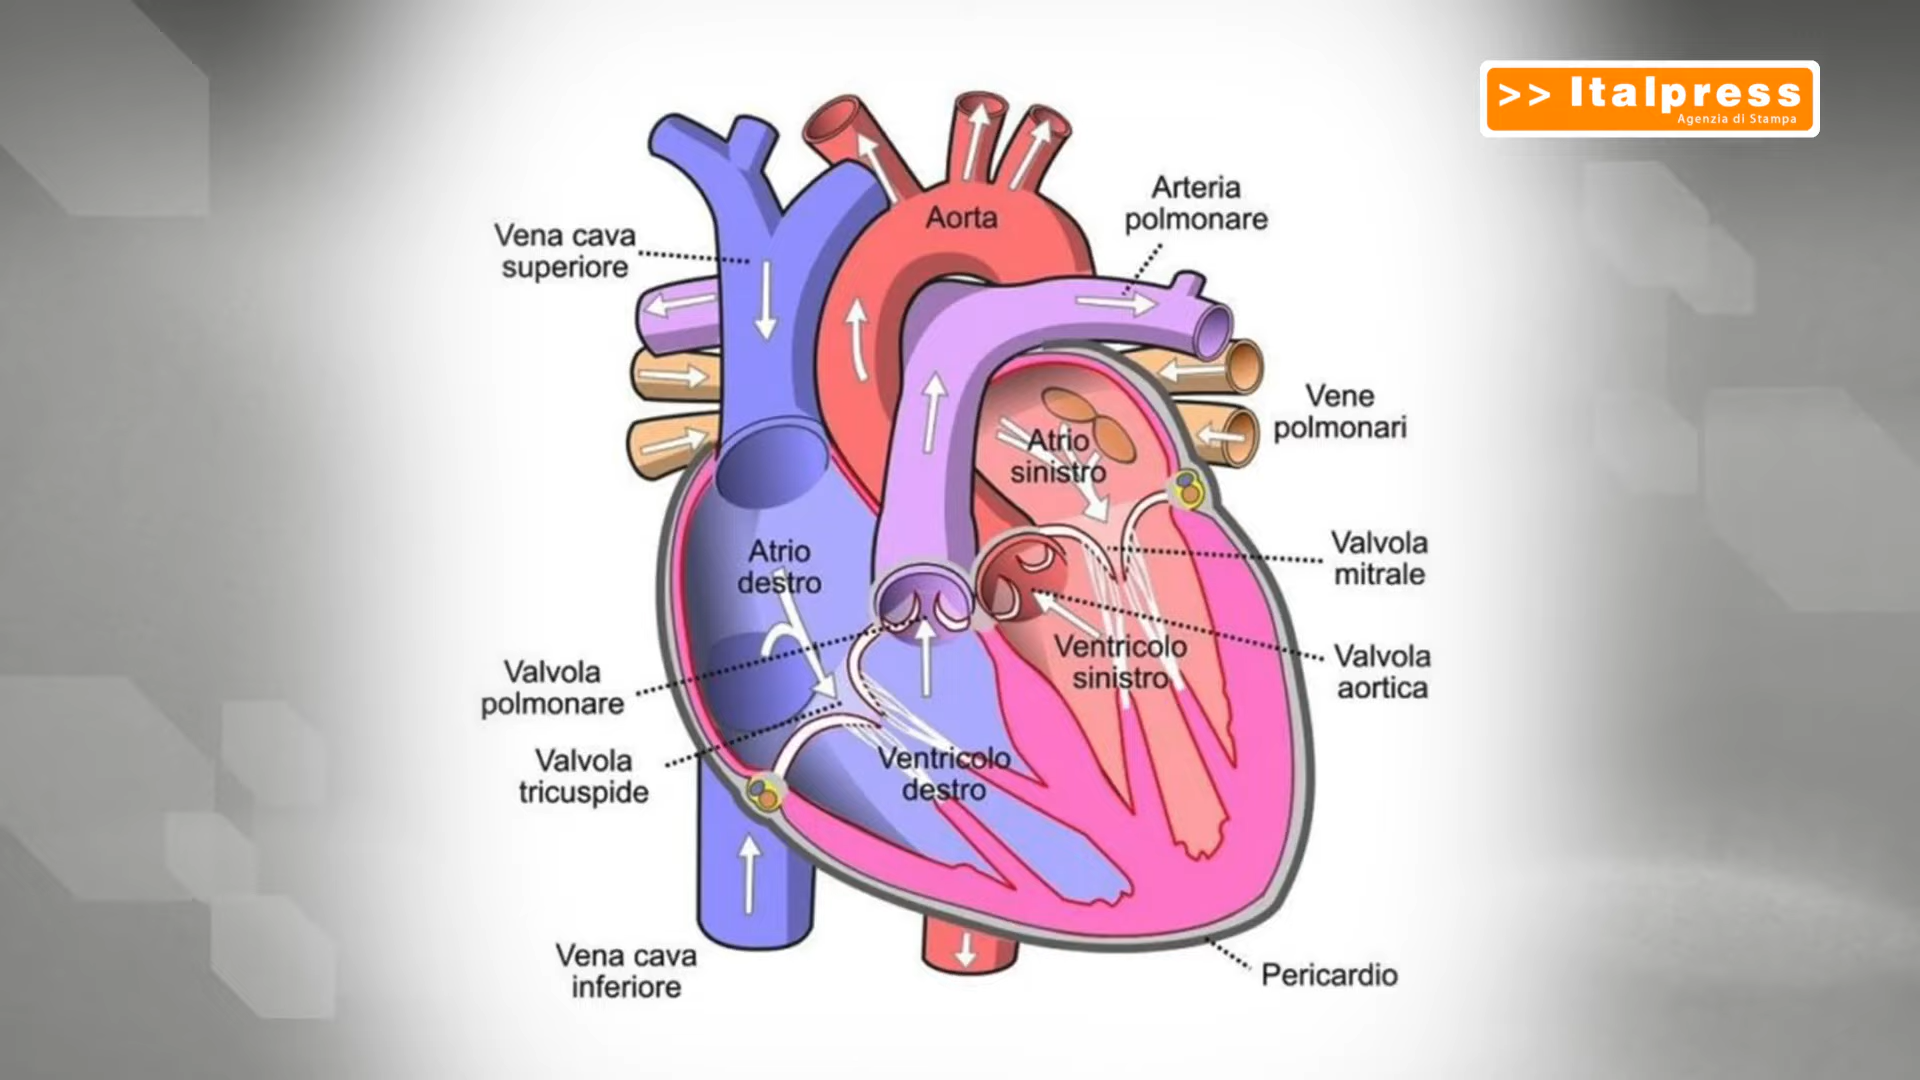 >> Italpress
Agenzia di Stampa
Arteria
polmonare
Aorta
Vena cava
superiore
Vene
polmonari
Atrio
sinistro
Atrio
destro
Valvola
mitrale
Ventricolo
sinistro
Valvola
aortica
Valvola
polmonare
Valvola
tricuspide
Ventricolo
destro
Vena cava
inferiore
Pericardio